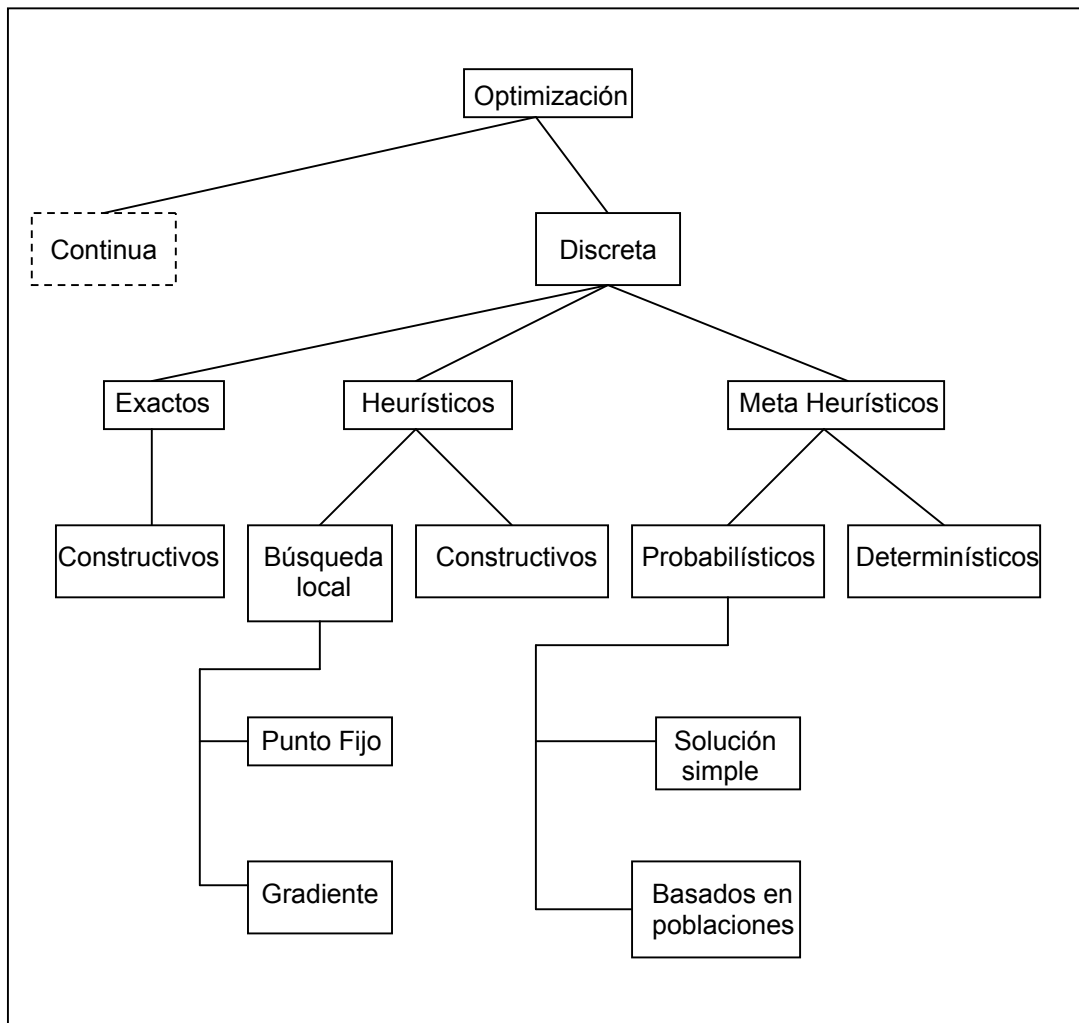 Optimización
Continua
Discreta
Exactos
Heurísticos
Meta Heurísticos
Constructivos
Búsqueda
local
Constructivos
Probabilísticos
Determinísticos
Punto Fijo
Solución
simple
Gradiente
Basados en
poblaciones